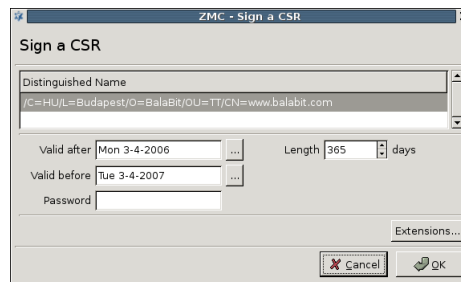 ZMC - Sign a CSR
Sign a CSR
Distinguished Name
/C=HU/L=Budapest/O=BalaBit/OU=TT/CN=www.balabit.com
Valid after Mon 3-4-2006 ... Length 365 days
Valid before Tue 3-4-2007 ...
Password
Extensions...
Cancel OK